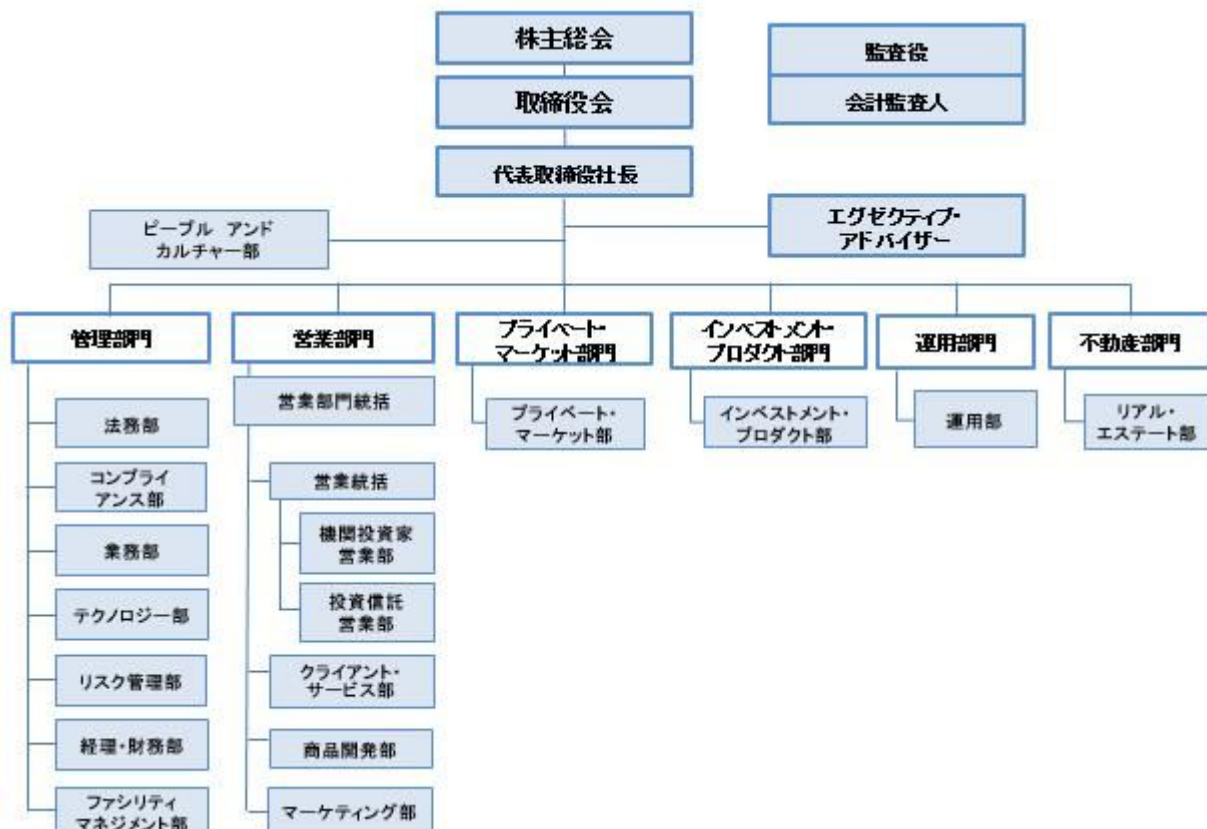 株主総会
監査役
取締役会
会計監査人
代表取締役社長
ピープル アンド
カルチャー部
エグゼクティブ・
アドバイザー
管理部門
営業部門
プライベート・
マーケット部門
インベストメント・
プロダクト部門
運用部門
不動産部門
法務部
コンプライ
アンス部
業務部
テクノロジー部
リスク管理部
経理・財務部
ファシリティ
マネジメント部
営業部門統括
営業統括
機関投資家
営業部
投資信託
営業部
クライアント・
サービス部
商品開発部
マーケティング部
プライベート・
マーケット部
インベストメント・
プロダクト部
運用部
リアル・
エステート部